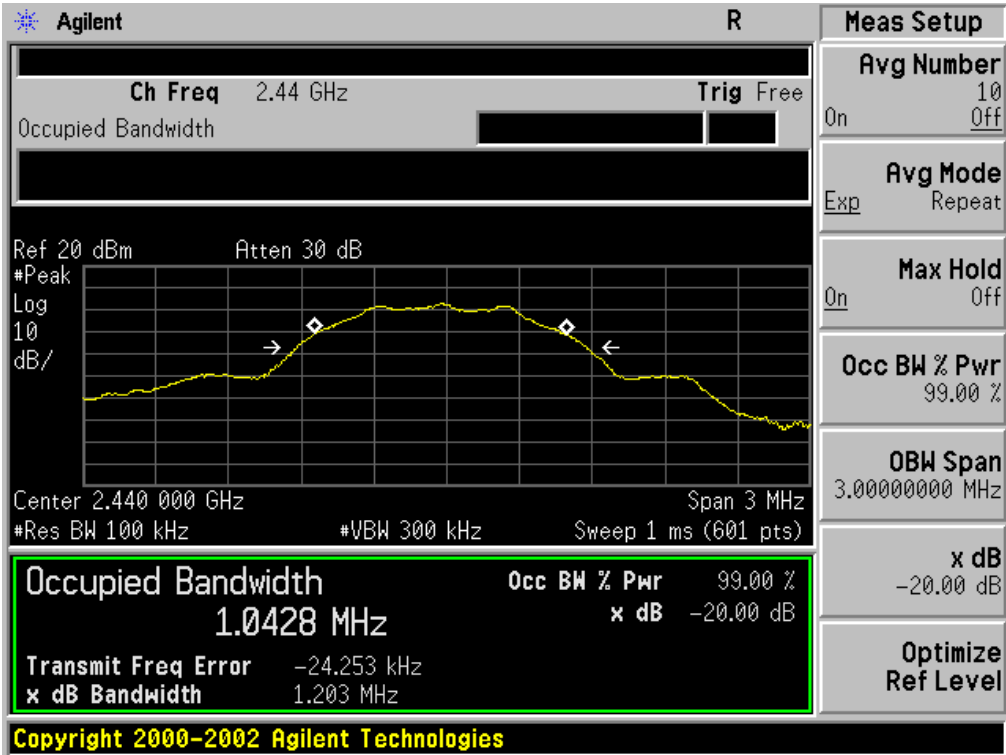 Agilent R
Ch Freq 2.44 GHz Trig Free
Occupied Bandwidth
Ref 20 dBm Atten 30 dB
#Peak
Log
10
dB/
Center 2.440 000 GHz Span 3 MHz
#Res BW 100 kHz #VBW 300 kHz Sweep 1 ms (601 pts)
Occupied Bandwidth Occ BW % Pwr 99.00 %
1.0428 MHz x dB -20.00 dB
Transmit Freq Error -24.253 kHz
x dB Bandwidth 1.203 MHz
Copyright 2000-2002 Agilent Technologies
Meas Setup
Avg Number
10
On Off
Avg Mode
Exp Repeat
Max Hold
On Off
Occ BW % Pwr
99.00 %
OBW Span
3.00000000 MHz
x dB
-20.00 dB
Optimize
Ref Level